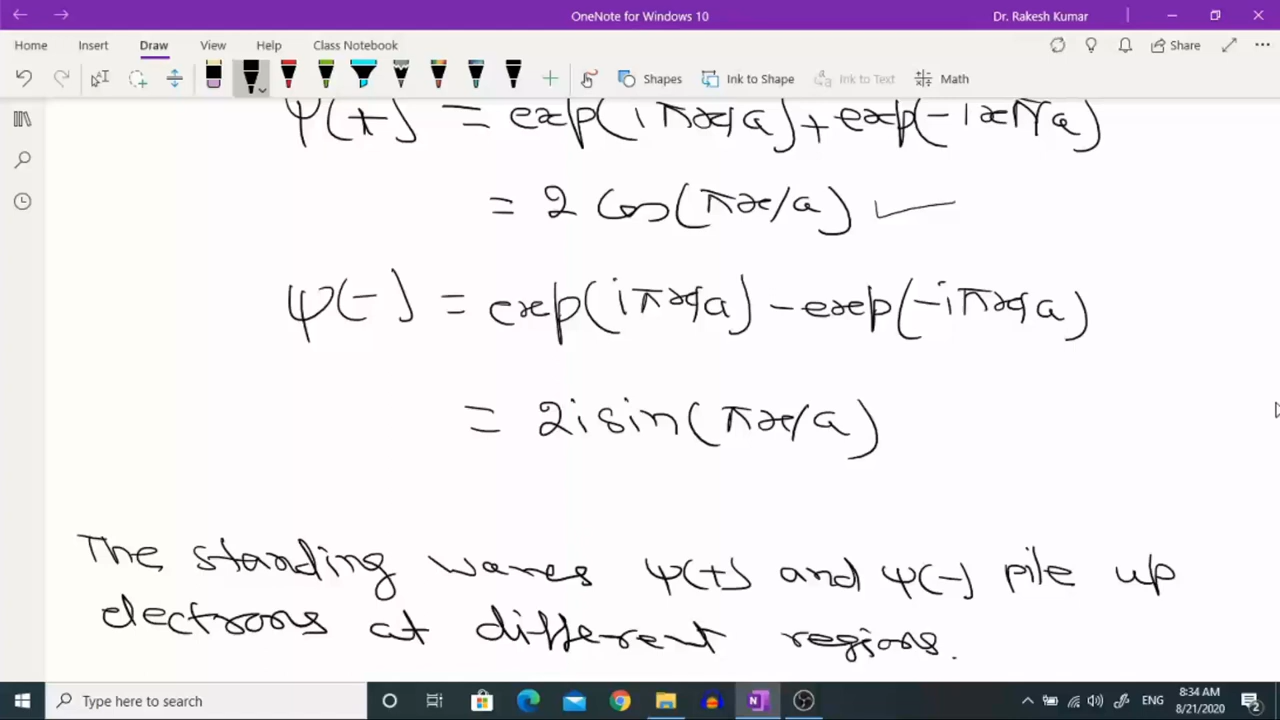 OneNote for Windows 10
Dr. Rakesh Kumar
Home Insert Draw View Help Class Notebook
Share
Shapes Ink to Shape Ink to Text Math
ψ(+) = exp(iπx/a) + exp(-ixπ/a)
= 2 cos(πx/a) ✓
ψ(-) = exp(iπx/a) - exp(-iπx/a)
= 2i sin(πx/a)
The standing waves ψ(+) and ψ(-) pile up
electrons at different regions.
Type here to search
ENG
8:34 AM
8/21/2020
2